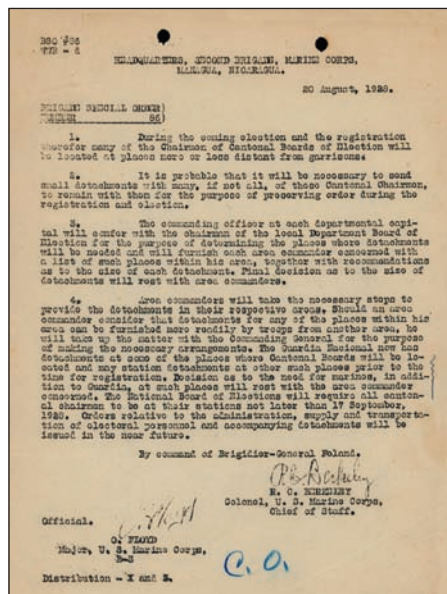 BSO #86
HEADQUARTERS, SECOND BRIGADE, MARINE CORPS,
MANAGUA, NICARAGUA.
20 August, 1928.
BRIGADE SPECIAL ORDER)
NUMBER 86)
1. During the coming election and the registration
therefor many of the Chairmen of Cantonal Boards of Election will
be located at places more or less distant from garrisons.
2. It is probable that it will be necessary to send
small detachments with many, if not all, of these Cantonal Chairmen,
to remain with them for the purpose of preserving order during the
registration and election.
3. The commanding officer at each departmental capi-
tal will confer with the chairman of the local Department Board of
Election for the purpose of determining the places where detachments
will be needed and will furnish each area commander concerned with
a list of such places within his area, together with recommendations
as to the size of each detachment. Final decision as to the size of
detachments will rest with area commanders.
4. Area commanders will take the necessary steps to
provide the detachments in their respective areas. Should an area
commander consider that detachments for any of the places within his
area can be furnished more readily by troops from another area, he
will take up the matter with the Commanding General for the purpose
of making the necessary arrangements. The Guardia Nacional now has
detachments at some of the places where Cantonal Boards will be lo-
cated and may station detachments at other such places prior to the
time for registration. Decision as to the need for marines, in addi-
tion to Guardia, at such places will rest with the area commander
concerned. The National Board of Elections will require all canton-
al chairmen to be at their stations not later than 17 September,
1928. Orders relative to the administration, supply and transporta-
tion of electoral personnel and accompanying detachments will be
issued in the near future.
By command of Brigidier-General Feland.
R. C. BERKELEY
Colonel, U. S. Marine Corps,
Chief of Staff.
Official.
O. FLOYD
Major, U. S. Marine Corps,
B-3
C. O.
Distribution - X and S.